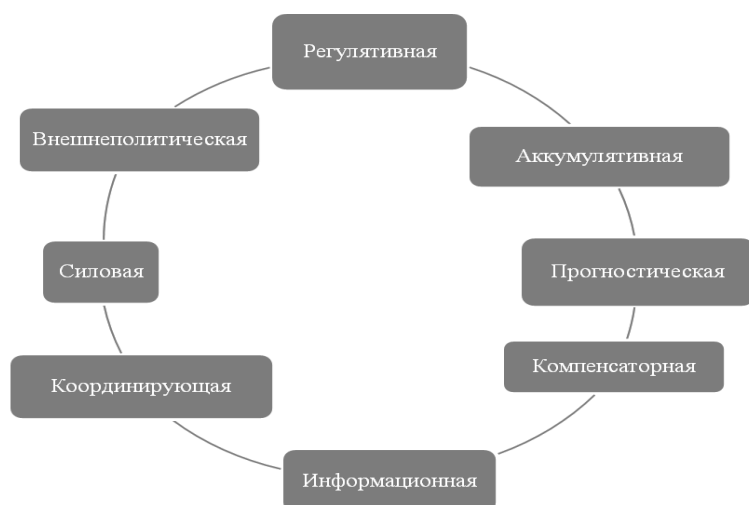 Регулятивная
Аккумулятивная
Прогностическая
Компенсаторная
Информационная
Координирующая
Силовая
Внешнеполитическая